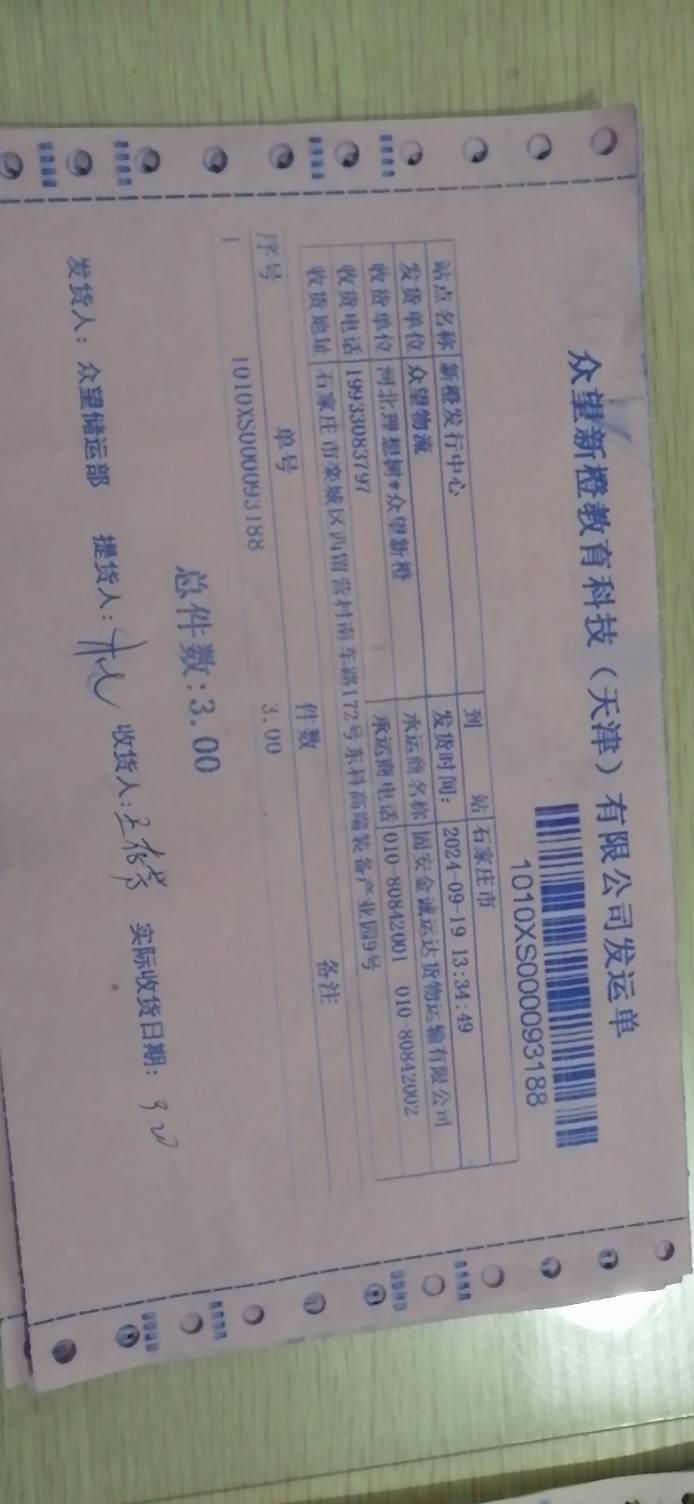 众望新橙教育科技（天津）有限公司发运单
1010XS000093188
站点名称 新橙发行中心 到 站 石家庄市
发货单位 众望物流 发货时间： 2024-09-19 13:34:49
收货单位 河北理想树*众望新橙 承运商名称 固安金诚运达货物运输有限公司
收货电话 19933083797 承运商电话 010-80842001 010-80842002
收货地址 石家庄市栾城区西留营村南车路172号东科高端装备产业园9号
序号 单号 件数 备注
1 1010XS000093188 3.00
总件数:3.00
发货人: 众望储运部 提货人: 收货人: 实际收货日期: 9.20